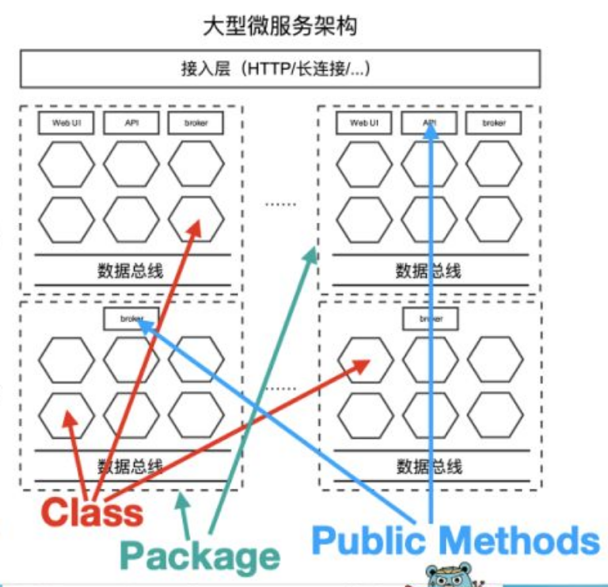 大型微服务架构
接入层（HTTP/长连接/...）
Web UI API broker
Web UI API broker
......
数据总线
数据总线
broker
broker
......
数据总线
数据总线
Class
Package
Public Methods